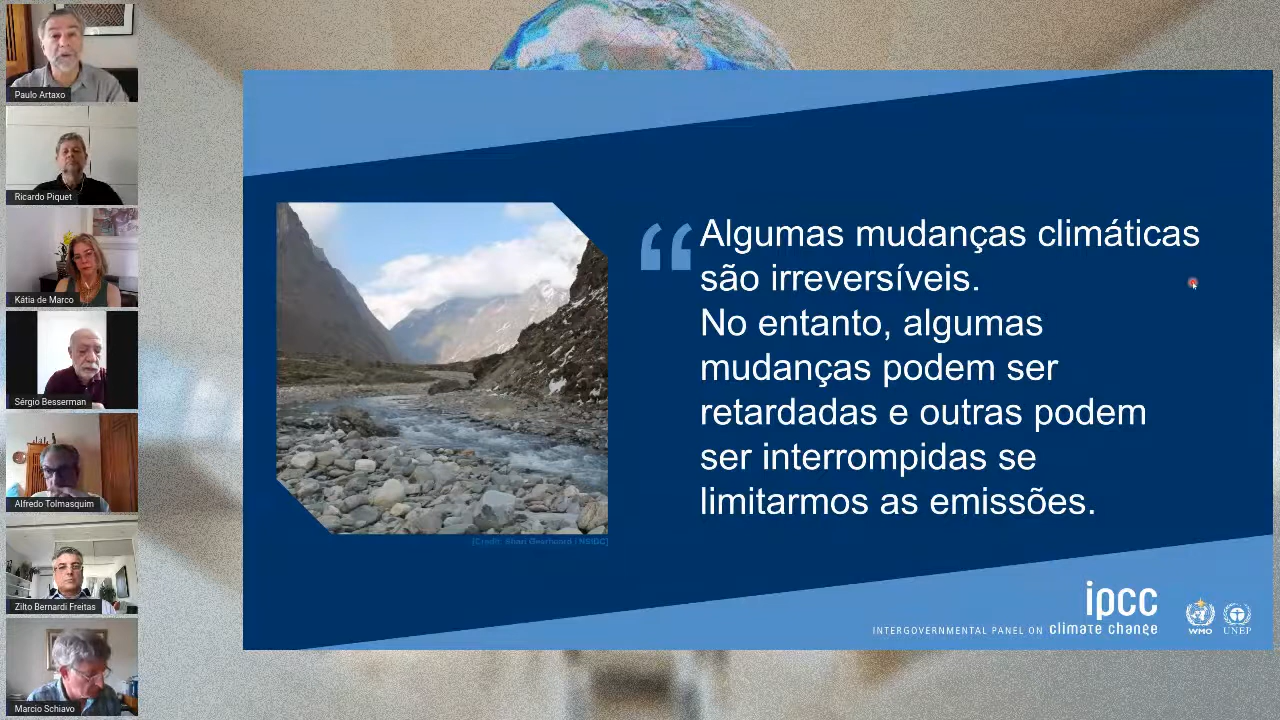 Paulo Artaxo
Ricardo Piquet
Kátia de Marco
Sérgio Besserman
Alfredo Tolmasquim
Zilto Bernardi Freitas
Marcio Schiavo
“Algumas mudanças climáticas
são irreversíveis.
No entanto, algumas
mudanças podem ser
retardadas e outras podem
ser interrompidas se
limitarmos as emissões.
ipcc
INTERGOVERNMENTAL PANEL ON climate change
WMO
UNEP